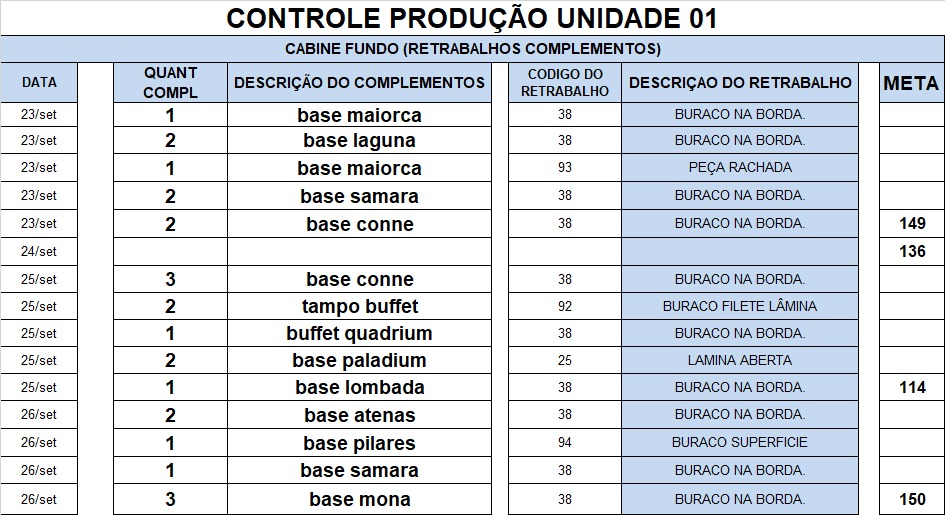 CONTROLE PRODUÇÃO UNIDADE 01
CABINE FUNDO (RETRABALHOS COMPLEMENTOS)
DATA QUANT COMPL DESCRIÇÃO DO COMPLEMENTOS CODIGO DO RETRABALHO DESCRIÇAO DO RETRABALHO META
23/set 1 base maiorca 38 BURACO NA BORDA.
23/set 2 base laguna 38 BURACO NA BORDA.
23/set 1 base maiorca 93 PEÇA RACHADA
23/set 2 base samara 38 BURACO NA BORDA.
23/set 2 base conne 38 BURACO NA BORDA. 149
24/set 136
25/set 3 base conne 38 BURACO NA BORDA.
25/set 2 tampo buffet 92 BURACO FILETE LÂMINA
25/set 1 buffet quadrium 38 BURACO NA BORDA.
25/set 2 base paladium 25 LAMINA ABERTA
25/set 1 base lombada 38 BURACO NA BORDA. 114
26/set 2 base atenas 38 BURACO NA BORDA.
26/set 1 base pilares 94 BURACO SUPERFICIE
26/set 1 base samara 38 BURACO NA BORDA.
26/set 3 base mona 38 BURACO NA BORDA. 150